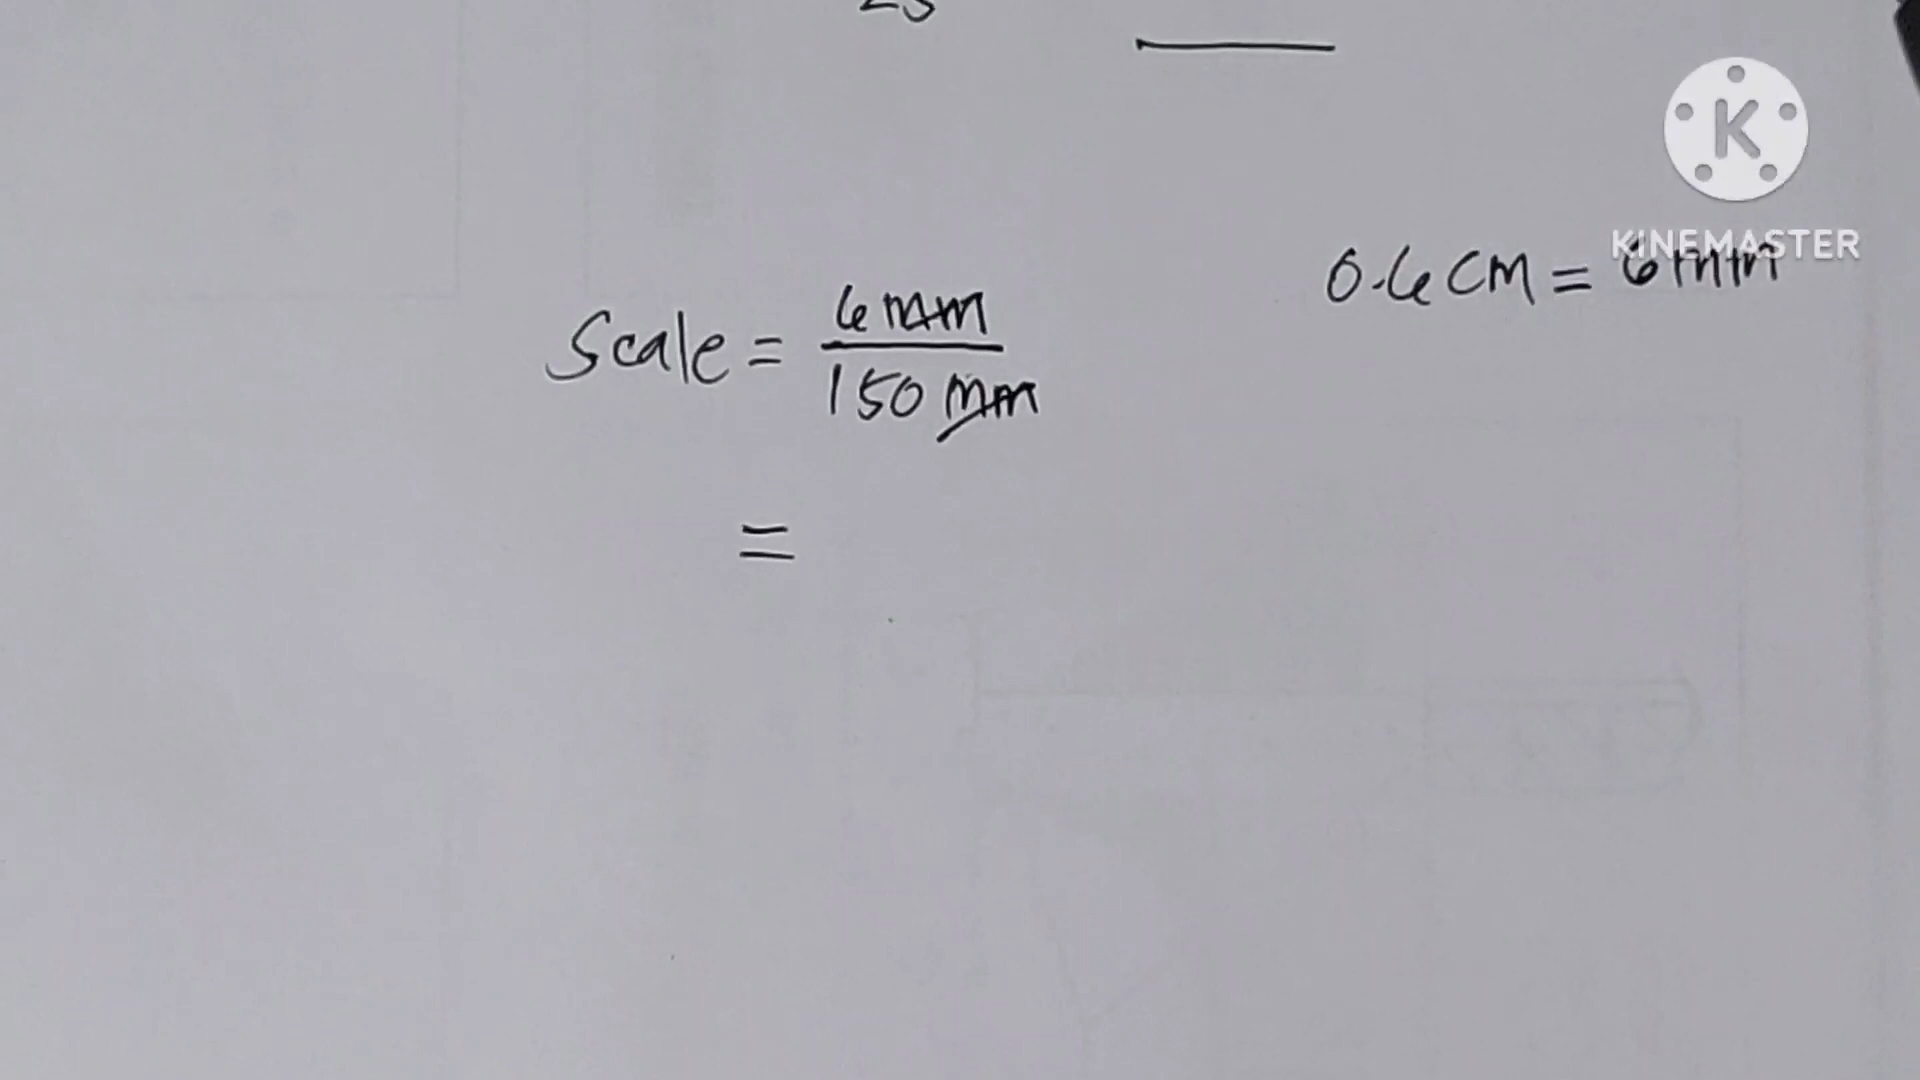 K
KINEMASTER
0.6 CM = 6 mm
Scale = 6 mm
150 mm
=